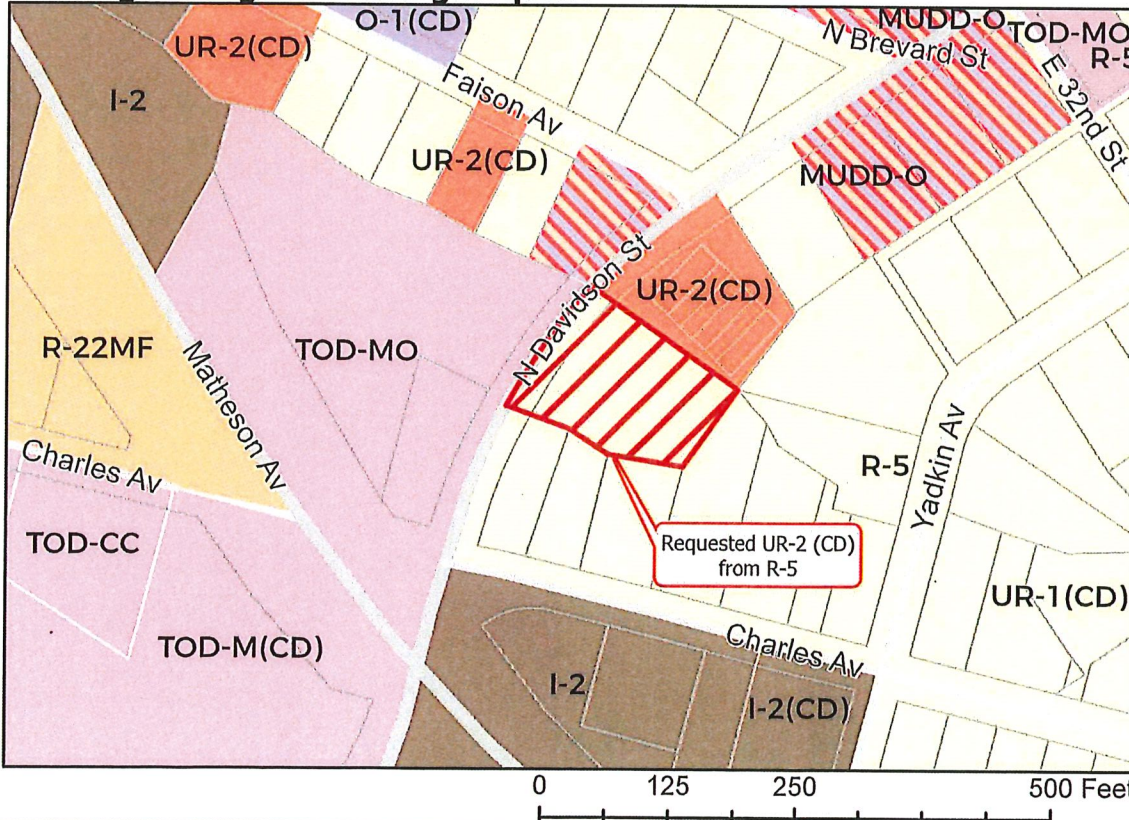 O-1(CD)
MUDD-O
TOD-MO
UR-2(CD)
N Brevard St
R-5
I-2
Faison Av
E 32nd St
UR-2(CD)
MUDD-O
N Davidson St
UR-2(CD)
R-22MF
Matheson Av
TOD-MO
Charles Av
R-5
Yadkin Av
TOD-CC
Requested UR-2 (CD)
from R-5
UR-1(CD)
TOD-M(CD)
Charles Av
I-2
I-2(CD)
0 125 250 500 Feet